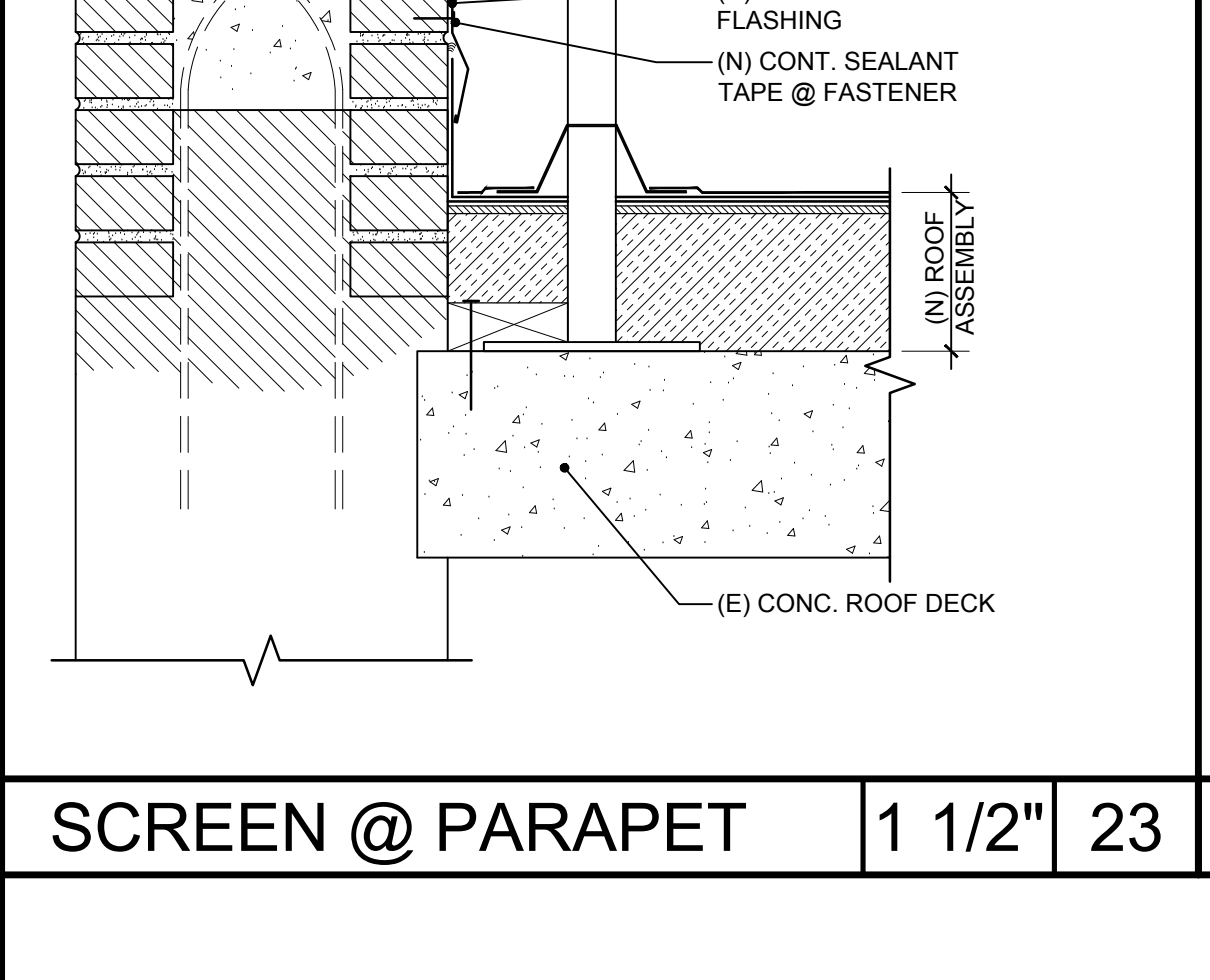 FLASHING
(N) CONT. SEALANT
TAPE @ FASTENER
(N) ROOF
ASSEMBLY
(E) CONC. ROOF DECK
SCREEN @ PARAPET
1 1/2"
23